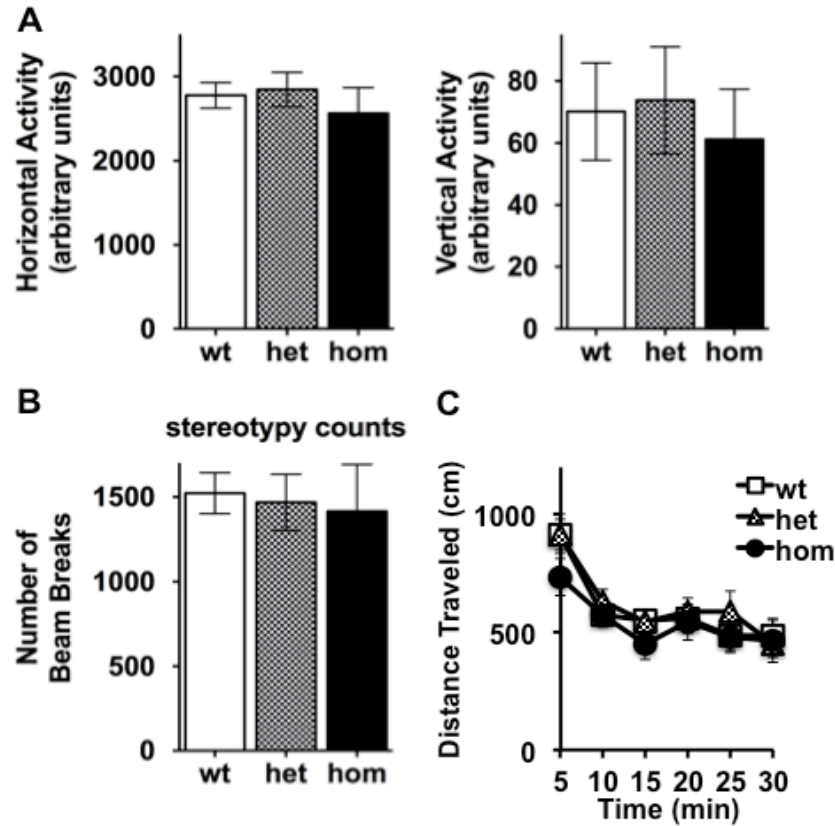 A
Horizontal Activity
(arbitrary units)
3000
2000
1000
0
wt het hom
Vertical Activity
(arbitrary units)
80
60
40
20
0
wt het hom
B
stereotypy counts
Number of
Beam Breaks
1500
1000
500
0
wt het hom
C
Distance Traveled (cm)
1000
500
0
5 10 15 20 25 30
Time (min)
wt
het
hom